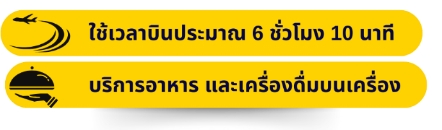 ใช้เวลาบินประมาณ 6 ชั่วโมง 10 นาที
บริการอาหาร และเครื่องดื่มบนเครื่อง